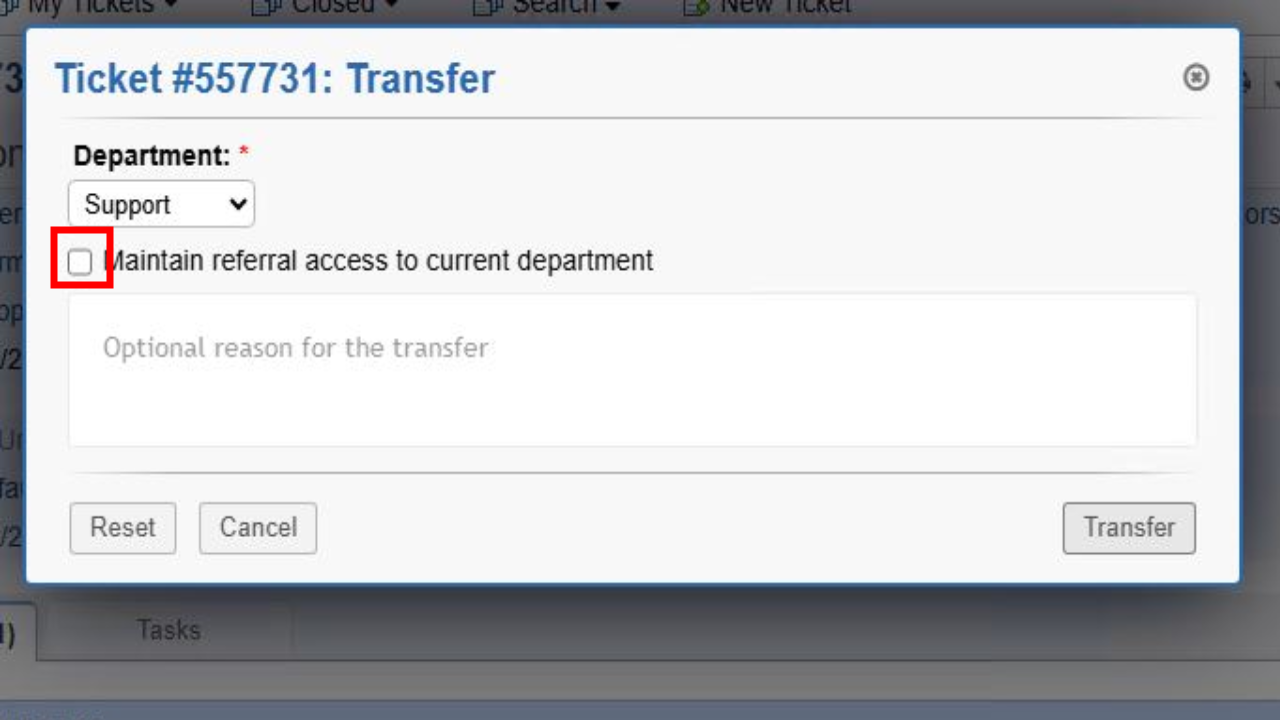 My Tickets
Closed
Search
New Ticket
Ticket #557731: Transfer
Department: *
Support
Maintain referral access to current department
Optional reason for the transfer
Reset
Cancel
Transfer
Tasks